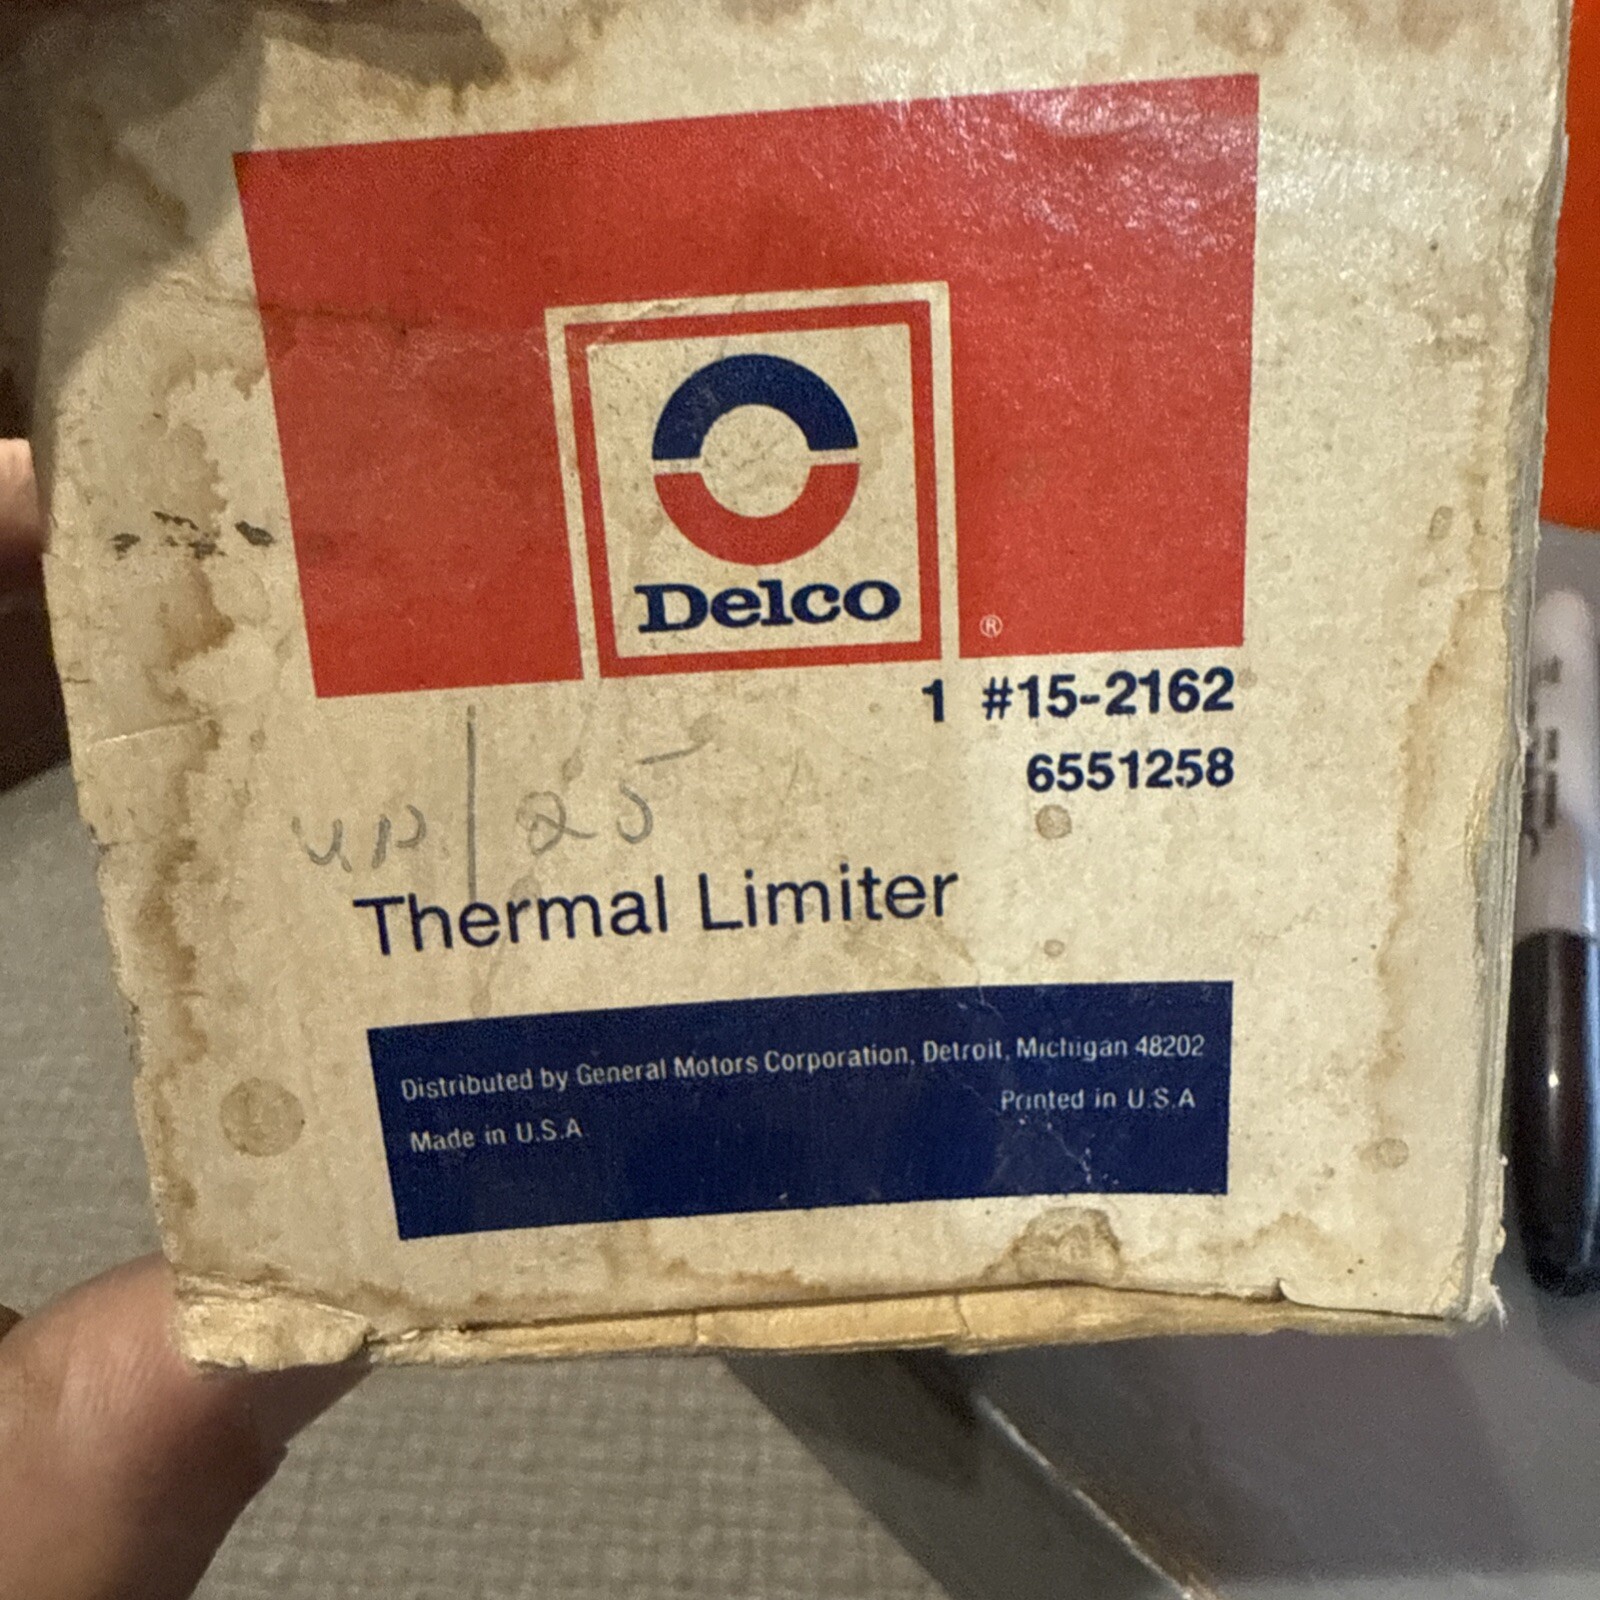 Delco
®
1 #15-2162
6551258
25
Thermal Limiter
Distributed by General Motors Corporation, Detroit, Michigan 48202
Printed in U.S.A
Made in U.S.A.